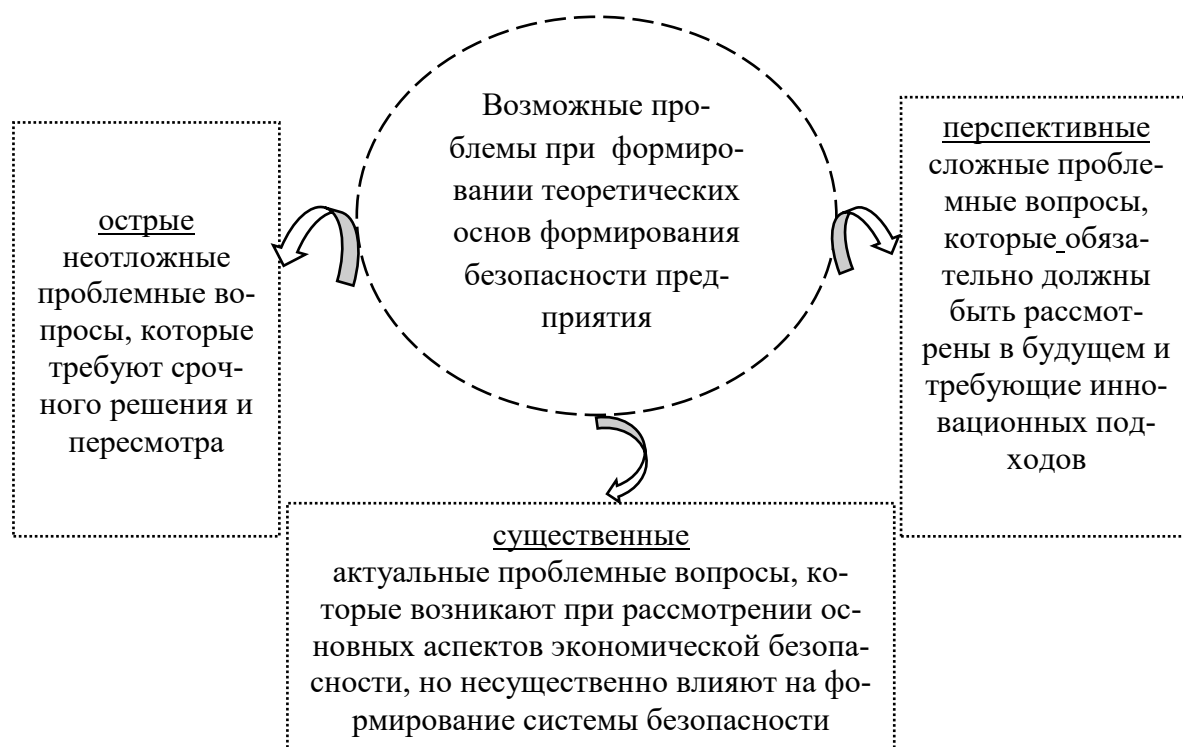 Возможные про-
блемы при формиро-
вании теоретических
основ формирования
безопасности пред-
приятия
острые
неотложные
проблемные во-
просы, которые
требуют сроч-
ного решения и
пересмотра
перспективные
сложные пробле-
мные вопросы,
которые обяза-
тельно должны
быть рассмот-
рены в будущем и
требующие инно-
вационных под-
ходов
существенные
актуальные проблемные вопросы, ко-
торые возникают при рассмотрении ос-
новных аспектов экономической безопа-
сности, но несущественно влияют на фо-
рмирование системы безопасности